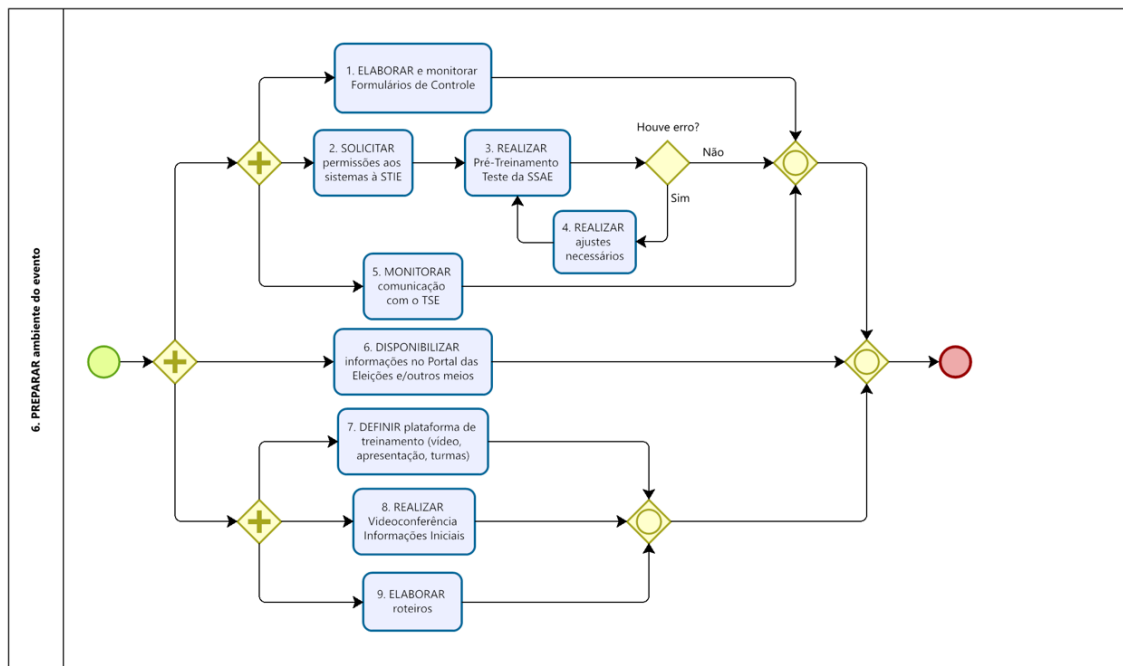 6. PREPARAR ambiente do evento
1. ELABORAR e monitorar
Formulários de Controle
2. SOLICITAR
permissões aos
sistemas à STIE
3. REALIZAR
Pré-Treinamento
Teste da SSAE
Houve erro?
Não
Sim
4. REALIZAR
ajustes
necessários
5. MONITORAR
comunicação
com o TSE
6. DISPONIBILIZAR
informações no Portal das
Eleições e/outros meios
7. DEFINIR plataforma de
treinamento (vídeo,
apresentação, turmas)
8. REALIZAR
Videoconferência
Informações Iniciais
9. ELABORAR
roteiros